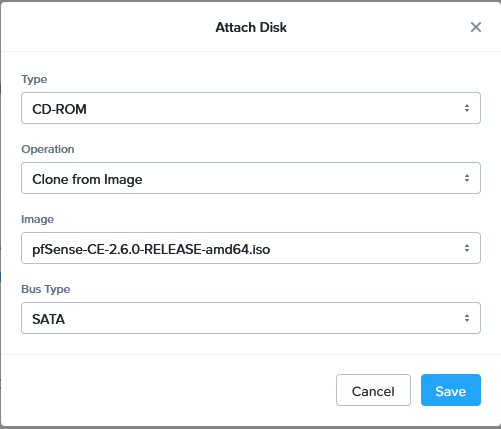 Attach Disk
Type
CD-ROM
Operation
Clone from Image
Image
pfSense-CE-2.6.0-RELEASE-amd64.iso
Bus Type
SATA
Cancel
Save